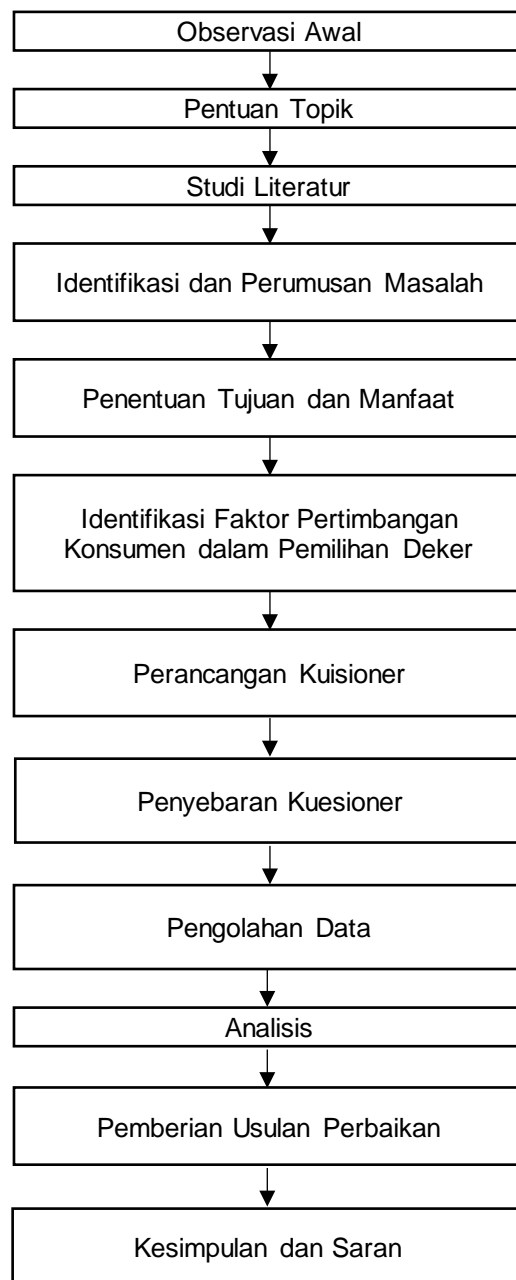 Observasi Awal
Pentuan Topik
Studi Literatur
Identifikasi dan Perumusan Masalah
Penentuan Tujuan dan Manfaat
Identifikasi Faktor Pertimbangan
Konsumen dalam Pemilihan Deker
Perancangan Kuisioner
Penyebaran Kuesioner
Pengolahan Data
Analisis
Pemberian Usulan Perbaikan
Kesimpulan dan Saran